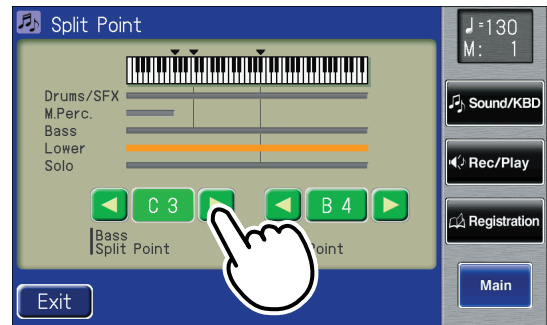 Split Point
♩=130
M: 1
Drums/SFX
M.Perc.
Bass
Lower
Solo
Sound/KBD
Rec/Play
Registration
Main
C 3
B 4
Bass
Split Point
Point
Exit